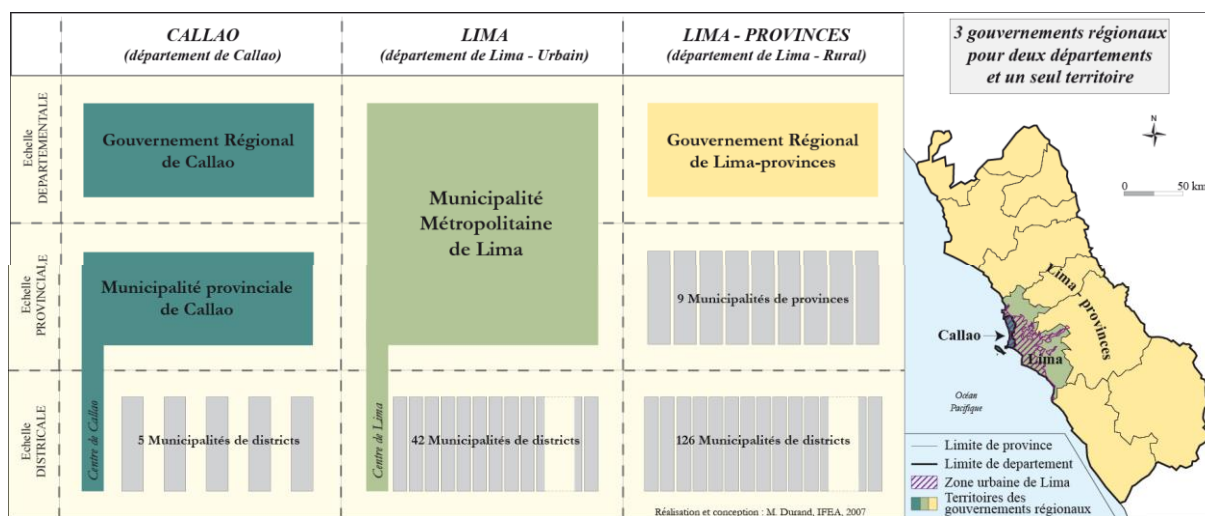 CALLAO
(département de Callao)
LIMA
(département de Lima - Urbain)
LIMA - PROVINCES
(département de Lima - Rural)
Echelle
DEPARTEMENTALE
Gouvernement Régional
de Callao
Municipalité
Métropolitaine
de Lima
Gouvernement Régional
de Lima-provinces
Echelle
PROVINCIALE
Municipalité provinciale
de Callao
9 Municipalités de provinces
Echelle
DISTRICALE
Centre de Callao
5 Municipalités de districts
Centre de Lima
42 Municipalités de districts
126 Municipalités de districts
Réalisation et conception : M. Durand, IFEA, 2007
3 gouvernements régionaux
pour deux départements
et un seul territoire
N
0 50 km
Lima - provinces
Callao
Lima
Océan
Pacifique
Limite de province
Limite de departement
Zone urbaine de Lima
Territoires des
gouvernements régionaux